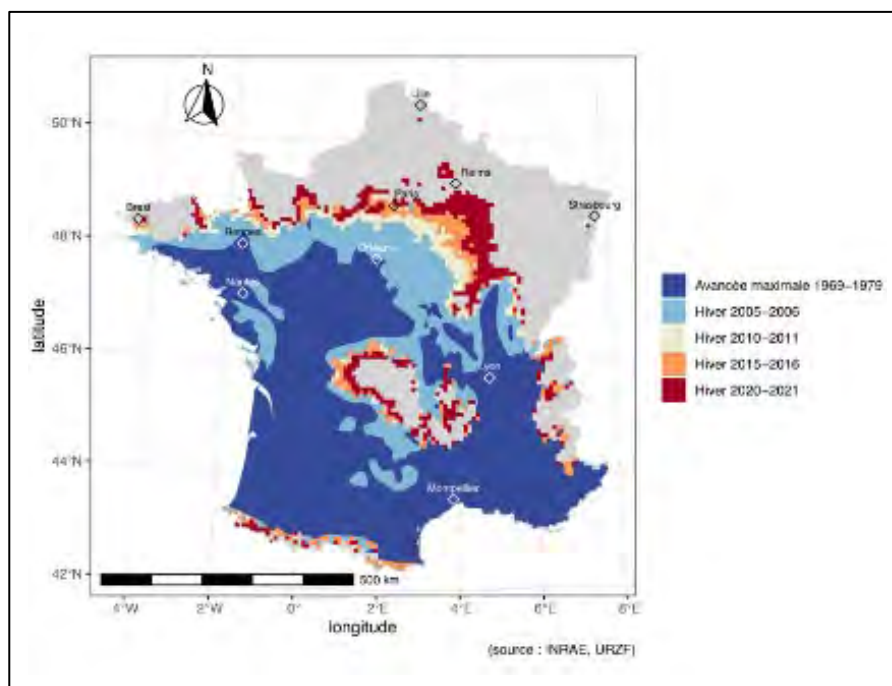 N
50°N
48°N
46°N
44°N
42°N
latitude
Lille
Reims
Paris
Strasbourg
Brest
Rennes
Orléans
Nantes
Lyon
Montpellier
500 km
4°W
2°W
0°
2°E
4°E
6°E
8°E
longitude
Avancée maximale 1969–1979
Hiver 2005–2006
Hiver 2010–2011
Hiver 2015–2016
Hiver 2020–2021
(source : INRAE, URZF)